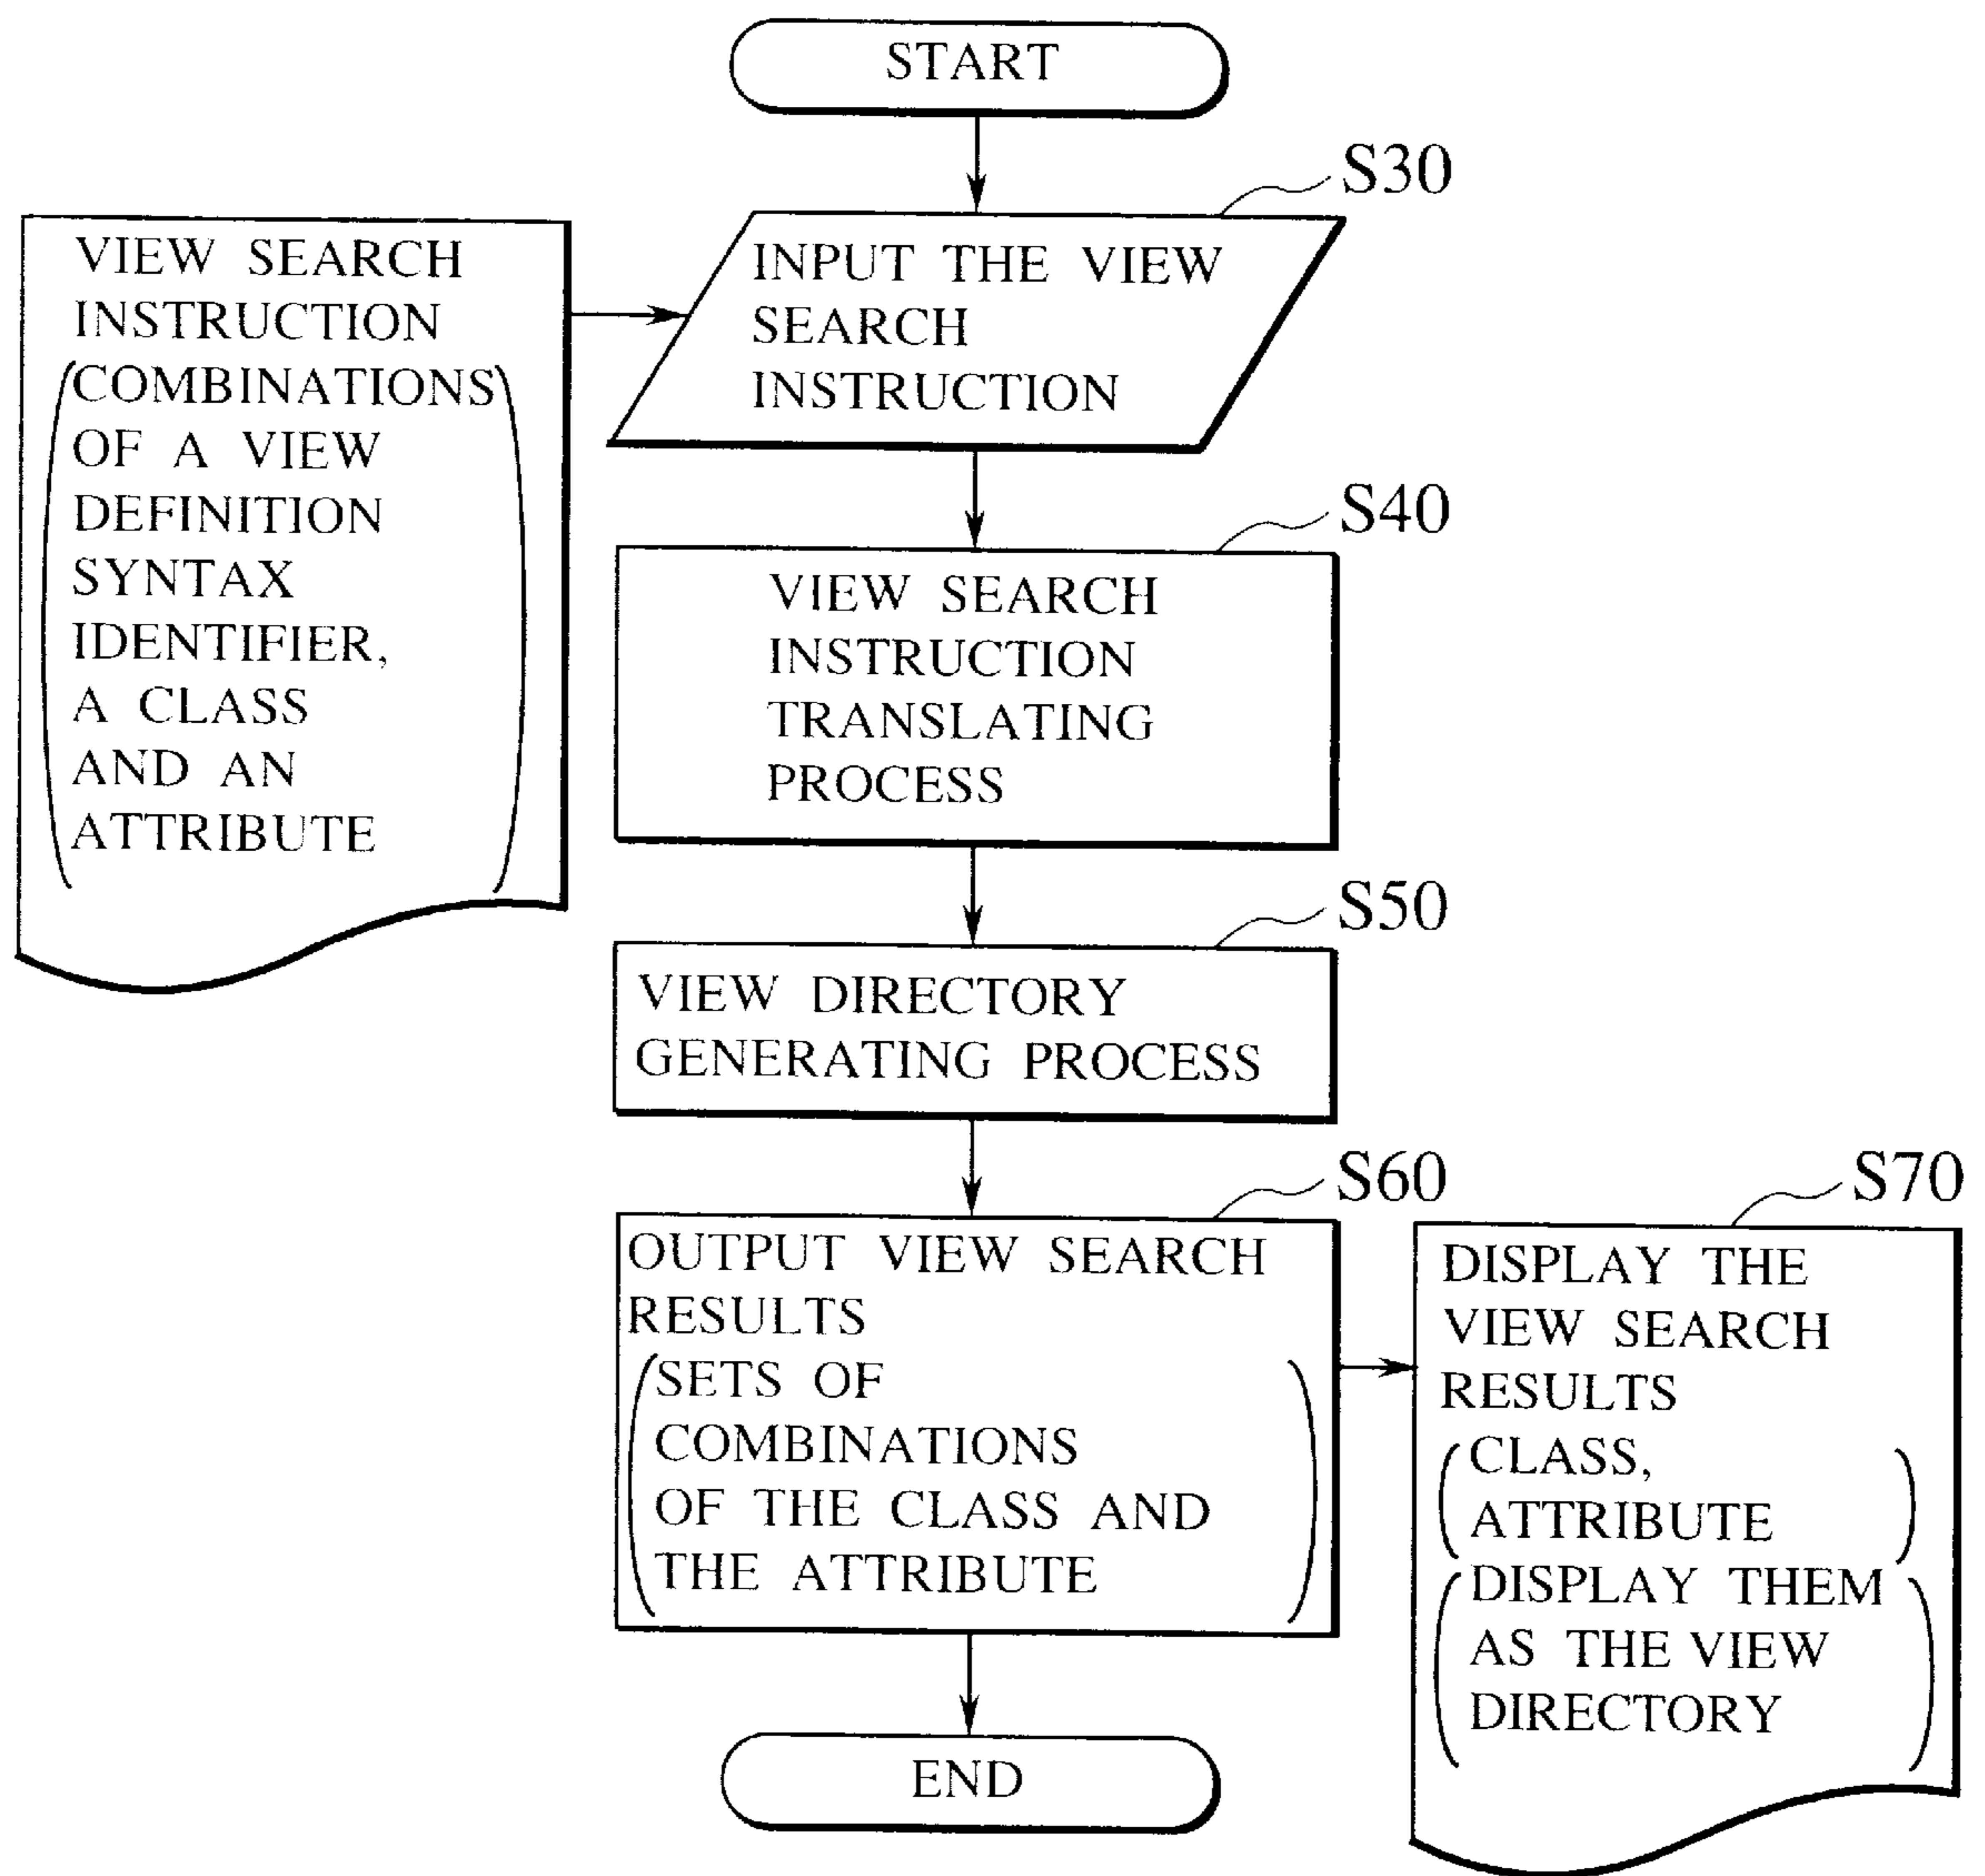 START
S30
VIEW SEARCH
INSTRUCTION
(COMBINATIONS
OF A VIEW
DEFINITION
SYNTAX
IDENTIFIER,
A CLASS
AND AN
ATTRIBUTE)
INPUT THE VIEW
SEARCH
INSTRUCTION
S40
VIEW SEARCH
INSTRUCTION
TRANSLATING
PROCESS
S50
VIEW DIRECTORY
GENERATING PROCESS
S60
OUTPUT VIEW SEARCH
RESULTS
(SETS OF
COMBINATIONS
OF THE CLASS AND
THE ATTRIBUTE)
S70
DISPLAY THE
VIEW SEARCH
RESULTS
(CLASS,
ATTRIBUTE)
(DISPLAY THEM
AS THE VIEW
DIRECTORY)
END